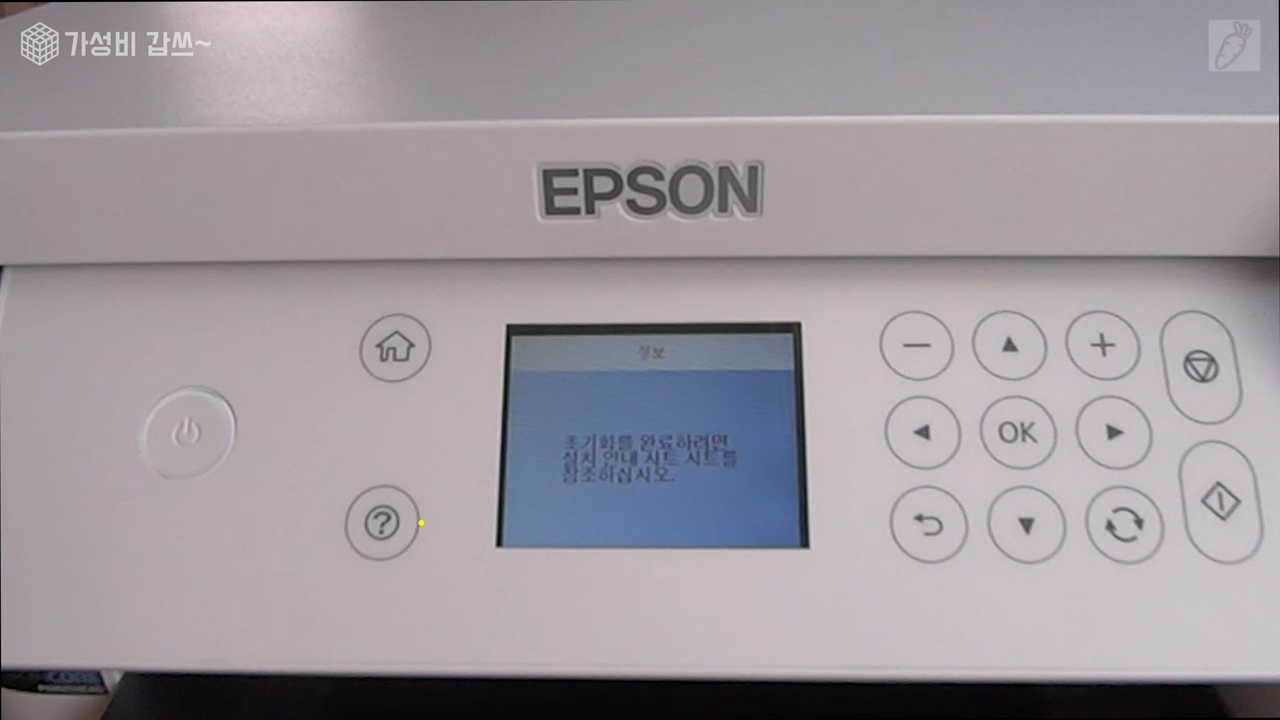 가성비 갑쓰~
EPSON
정보
초기화를 완료하려면
설치 안내 시트 시트를
참조하십시오.
OK